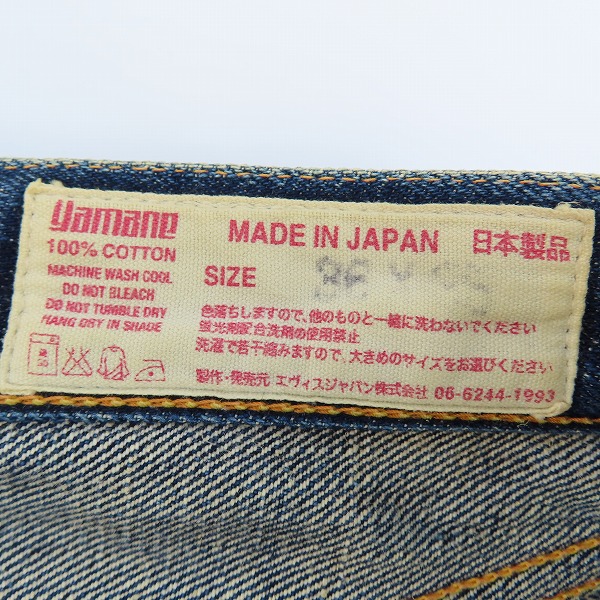 yamane
100% COTTON
MACHINE WASH COOL
DO NOT BLEACH
DO NOT TUMBLE DRY
HANG DRY IN SHADE
MADE IN JAPAN 日本製品
SIZE
色落ちしますので、他のものと一緒に洗わないでください
蛍光剤配合洗剤の使用禁止
洗濯で若干縮みますので、大きめのサイズをお選びください
製作・発売元 エヴィスジャパン株式会社 06-6244-1993